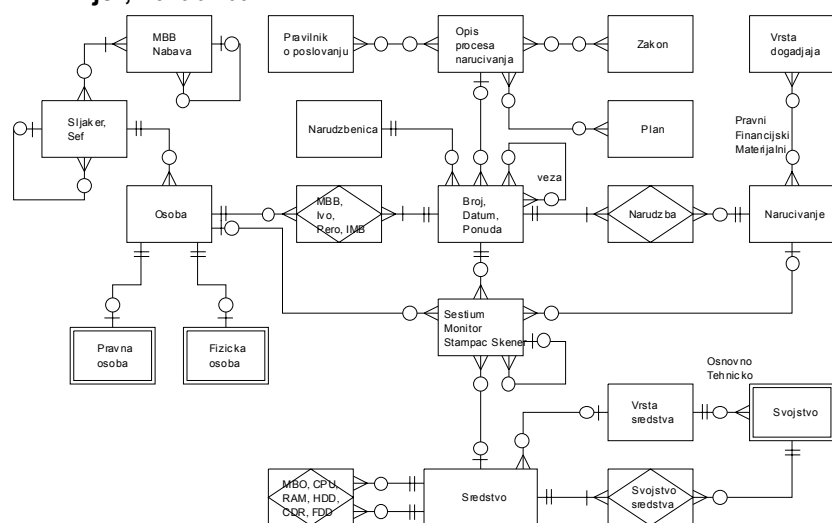 MBB
Nabava
Pravilnik
o poslovanju
Opis
procesa
narucivanja
Zakon
Vrsta
dogadjaja
Sljaker,
Sef
Narudzbenica
Plan
Pravni
Financijski
Materijalni
veza
Osoba
MBB,
Ivo,
Pero, IMB
Broj,
Datum,
Ponuda
Narudzba
Narucivanje
Sestium
Monitor
Stampac Skener
Pravna
osoba
Fizicka
osoba
Osnovno
Tehnicko
Vrsta
sredstva
Svojstvo
MBO, CPU,
RAM, HDD,
CDR, FDD
Sredstvo
Svojstvo
sredstva